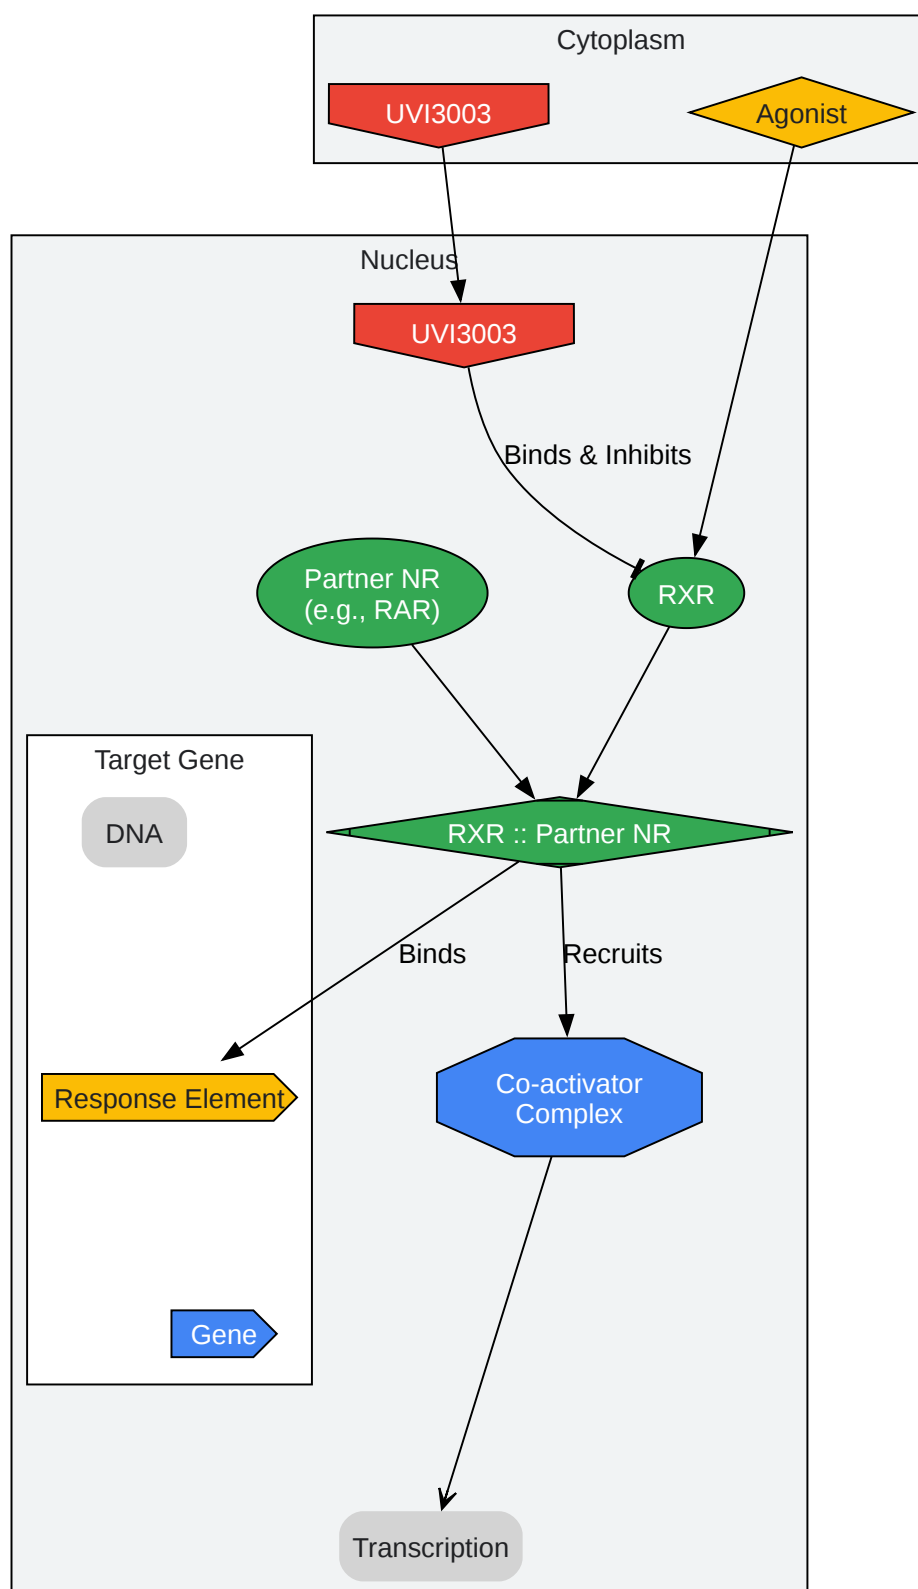 Cytoplasm
UVI3003
Agonist
Nucleus
UVI3003
Binds & Inhibits
Partner NR
(e.g., RAR)
RXR
Target Gene
DNA
RXR :: Partner NR
Binds
Recruits
Response Element
Co-activator
Complex
Gene
Transcription